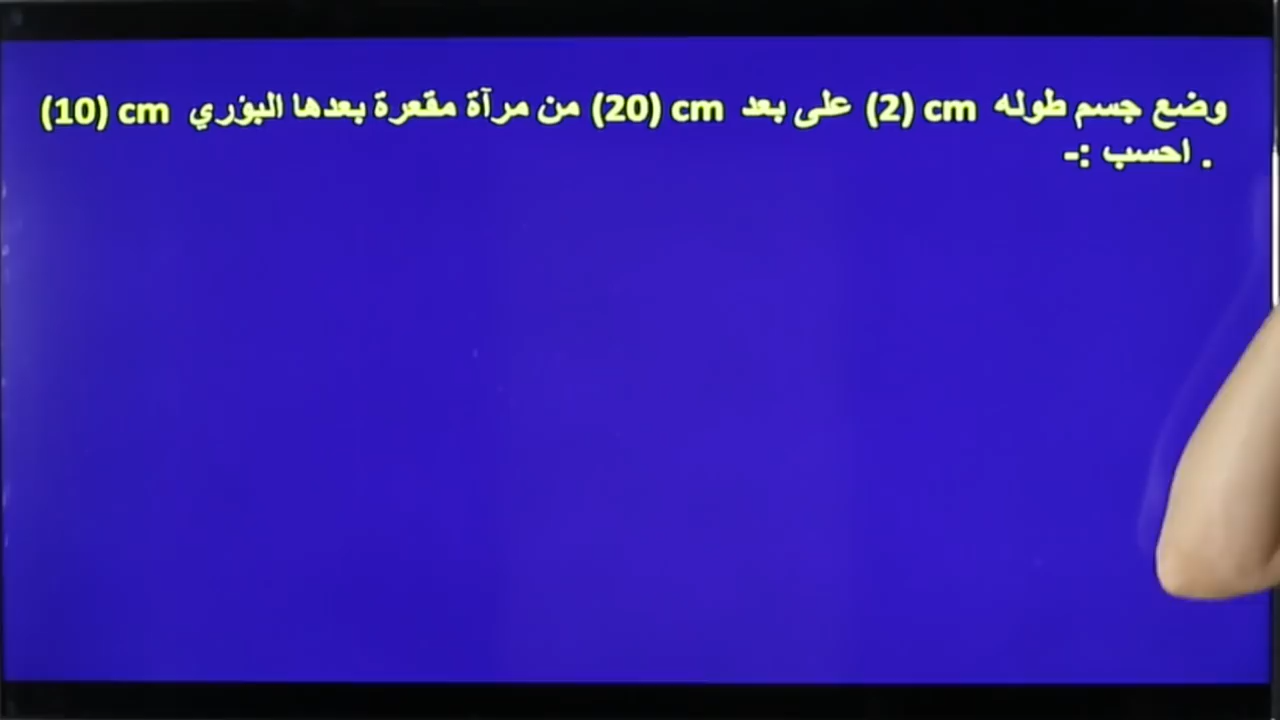 وضع جسم طوله (2) cm على بعد (20) cm من مرآة مقعرة بعدها البؤري (10) cm
. احسب :-